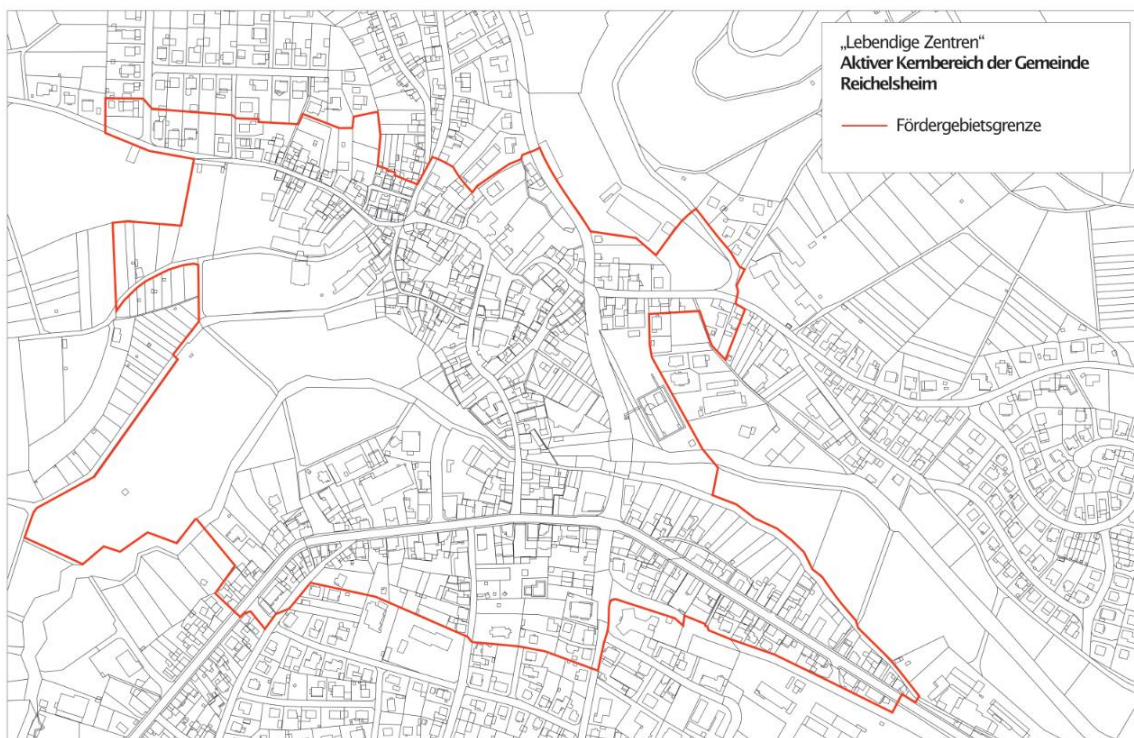 „Lebendige Zentren“
Aktiver Kernbereich der Gemeinde
Reichelsheim
Fördergebietsgrenze